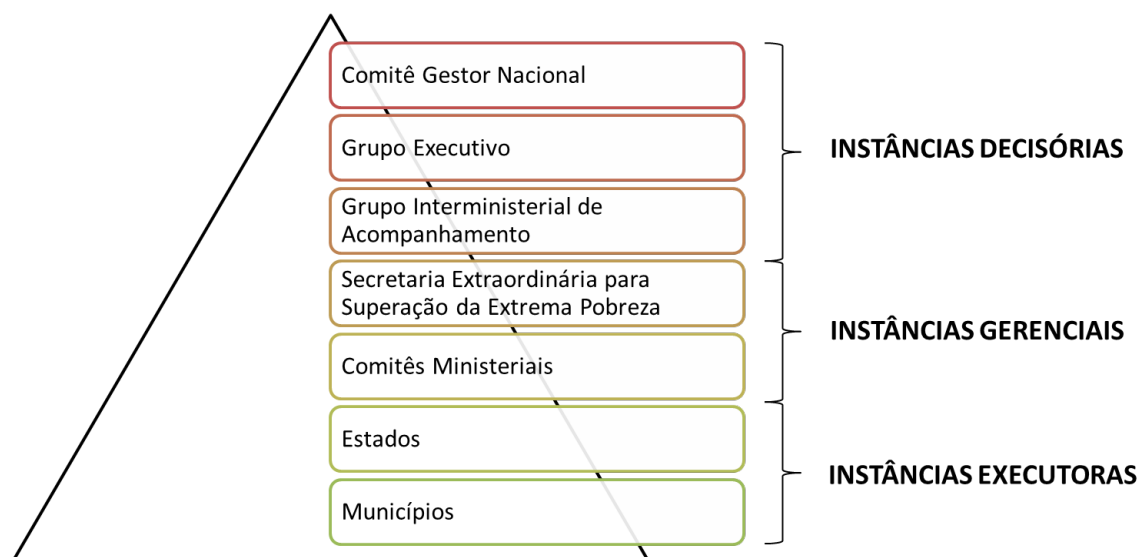 Comitê Gestor Nacional
Grupo Executivo
Grupo Interministerial de
Acompanhamento
INSTÂNCIAS DECISÓRIAS
Secretaria Extraordinária para
Superação da Extrema Pobreza
Comitês Ministeriais
INSTÂNCIAS GERENCIAIS
Estados
Municípios
INSTÂNCIAS EXECUTORAS